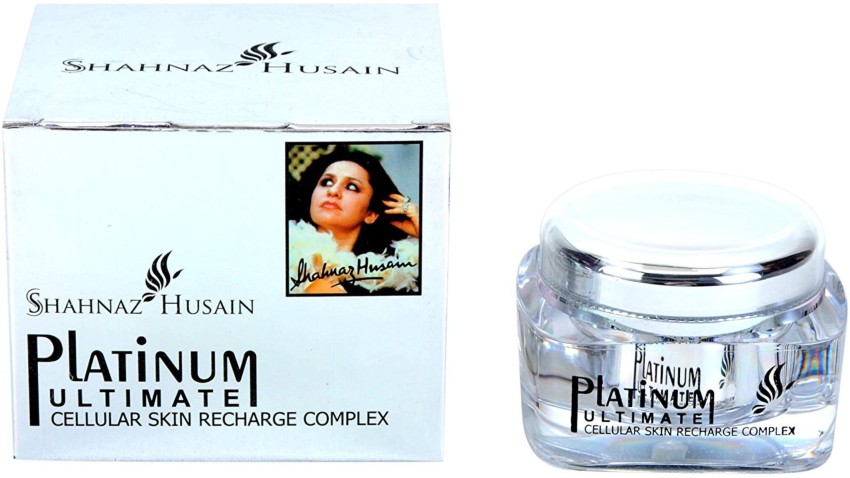 SHAHNAZ HUSAIN
Shahnaz Husain
SHAHNAZ HUSAIN
PLATiNUM
ULTIMATE
CELLULAR SKIN RECHARGE COMPLEX
PLATiNUM
PLATiNUM
ULTIMATE
CELLULAR SKIN RECHARGE COMPLEX